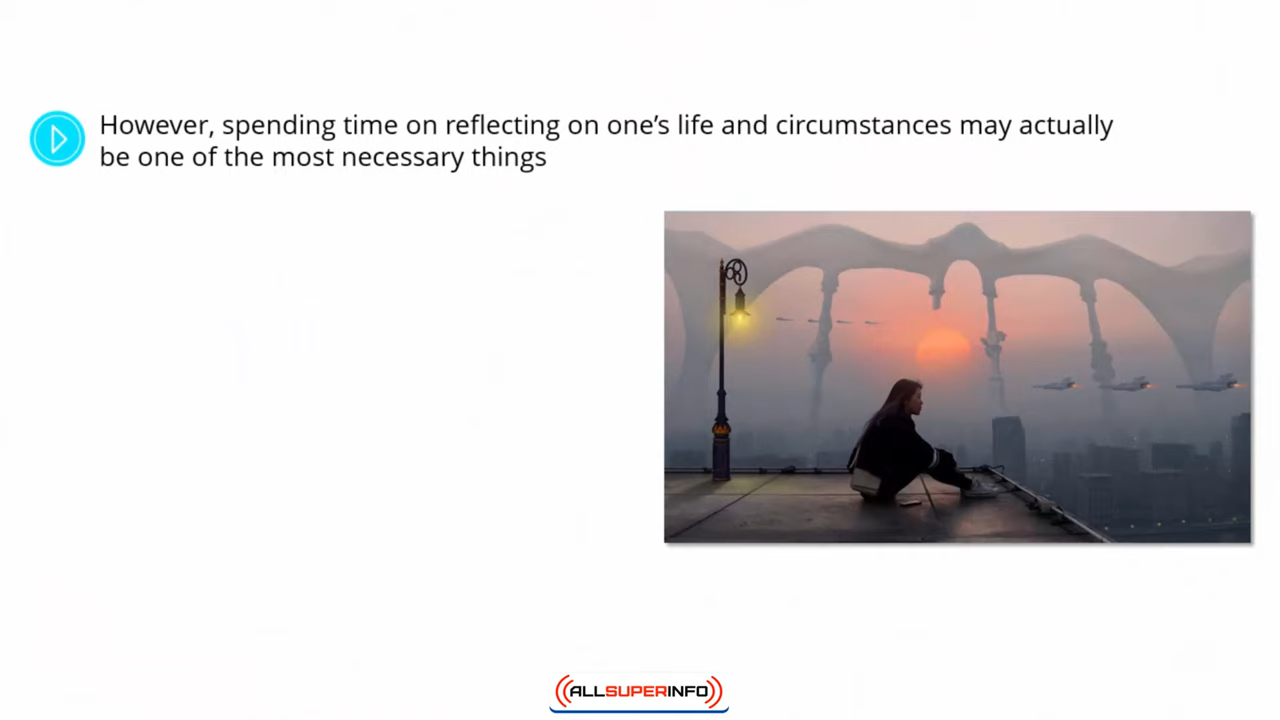 However, spending time on reflecting on one's life and circumstances may actually
be one of the most necessary things
ALLSUPERINFO